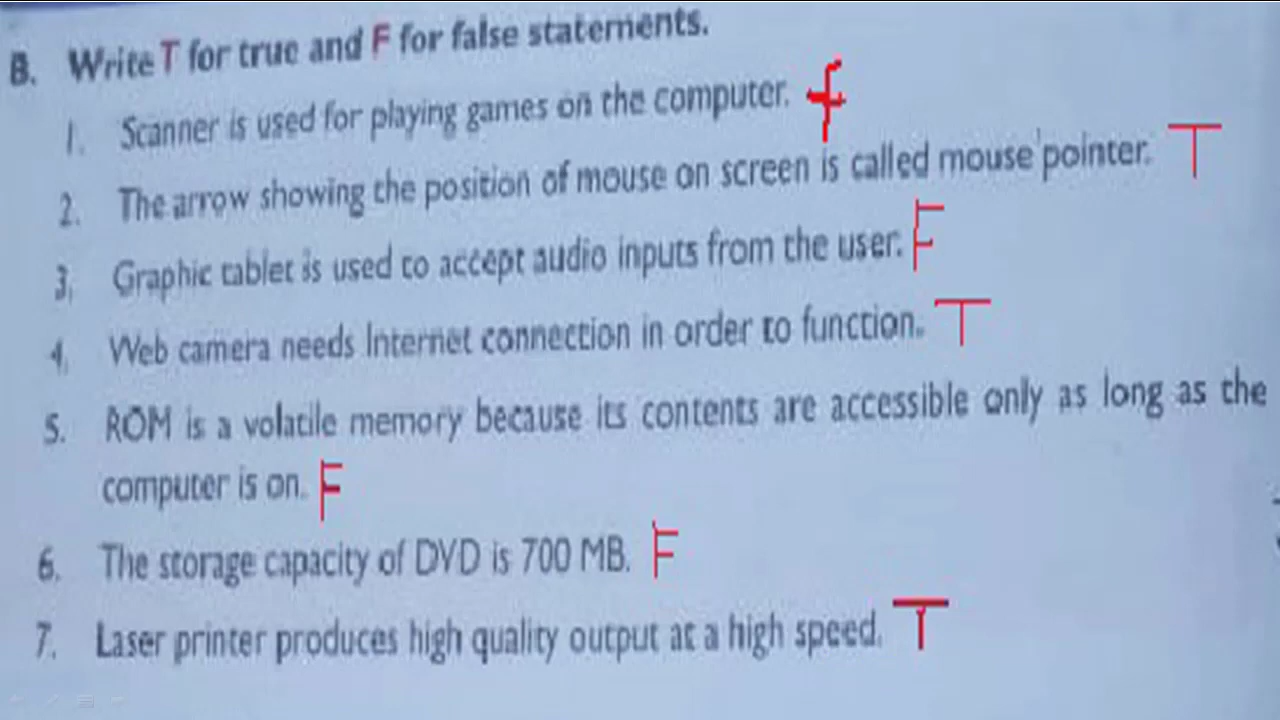 B. Write T for true and F for false statements.
1. Scanner is used for playing games on the computer. f
2. The arrow showing the position of mouse on screen is called mouse pointer. T
3. Graphic tablet is used to accept audio inputs from the user. F
4. Web camera needs Internet connection in order to function. T
5. ROM is a volatile memory because its contents are accessible only as long as the
computer is on. F
6. The storage capacity of DVD is 700 MB. F
7. Laser printer produces high quality output at a high speed. T